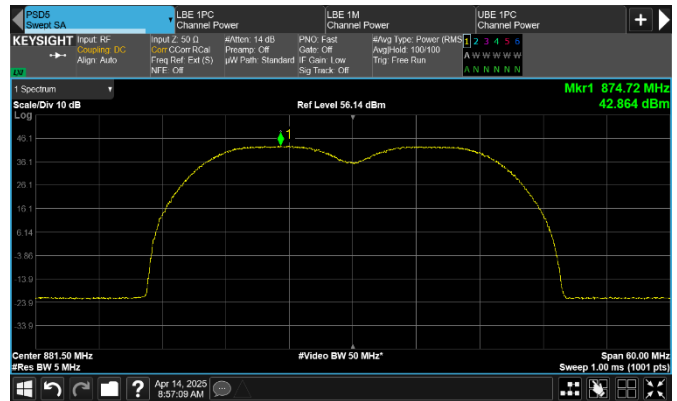 PSD5
Swept SA
LBE 1PC
Channel Power
LBE 1M
Channel Power
UBE 1PC
Channel Power
KEYSIGHT
Input: RF
Coupling: DC
Align: Auto
Input Z: 50 Ω
Corr CCorr RCal
Freq Ref: Ext (S)
NFE: Off
#Atten: 14 dB
Preamp: Off
µW Path: Standard
PNO: Fast
Gate: Off
IF Gain: Low
Sig Track: Off
#Avg Type: Power (RMS
Avg|Hold: 100/100
Trig: Free Run
1 2 3 4 5 6
A W W W W W
A N N N N N
LXI
1 Spectrum
Scale/Div 10 dB
Ref Level 56.14 dBm
Mkr1 874.72 MHz
42.864 dBm
Log
1
46.1
36.1
26.1
16.1
6.14
-3.86
-13.9
-23.9
-33.9
Center 881.50 MHz
#Video BW 50 MHz*
Span 60.00 MHz
#Res BW 5 MHz
Sweep 1.00 ms (1001 pts)
?
Apr 14, 2025
8:57:09 AM